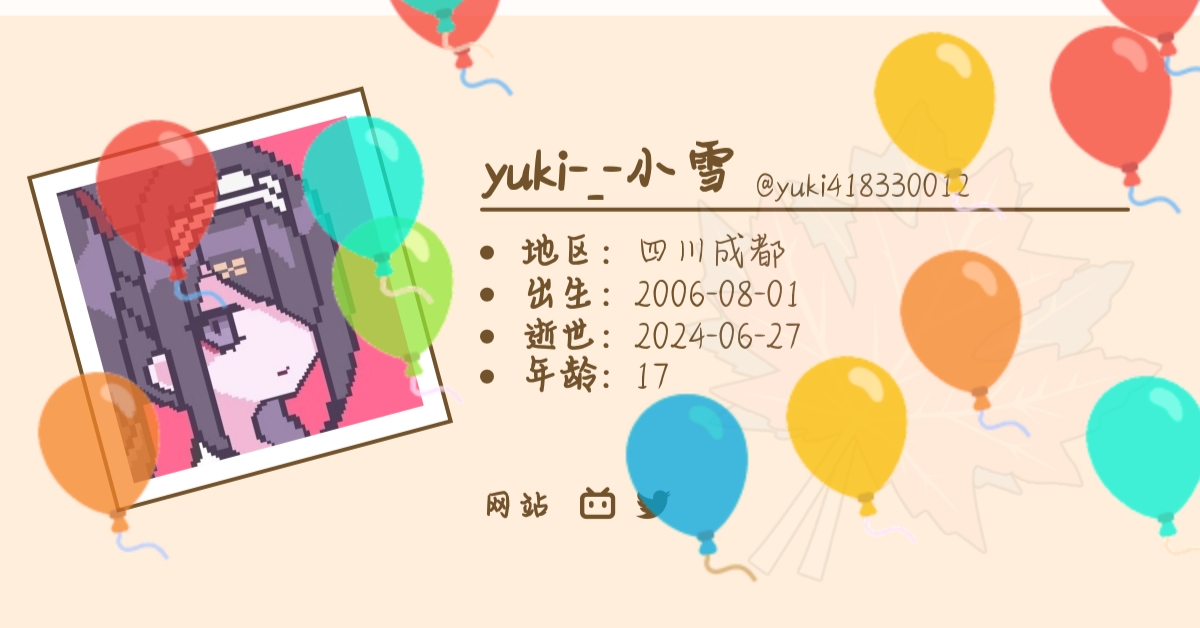 yuki-_-小雪 @yuki418330012
地区： 四川成都
出生： 2006-08-01
逝世： 2024-06-27
年龄： 17
网站